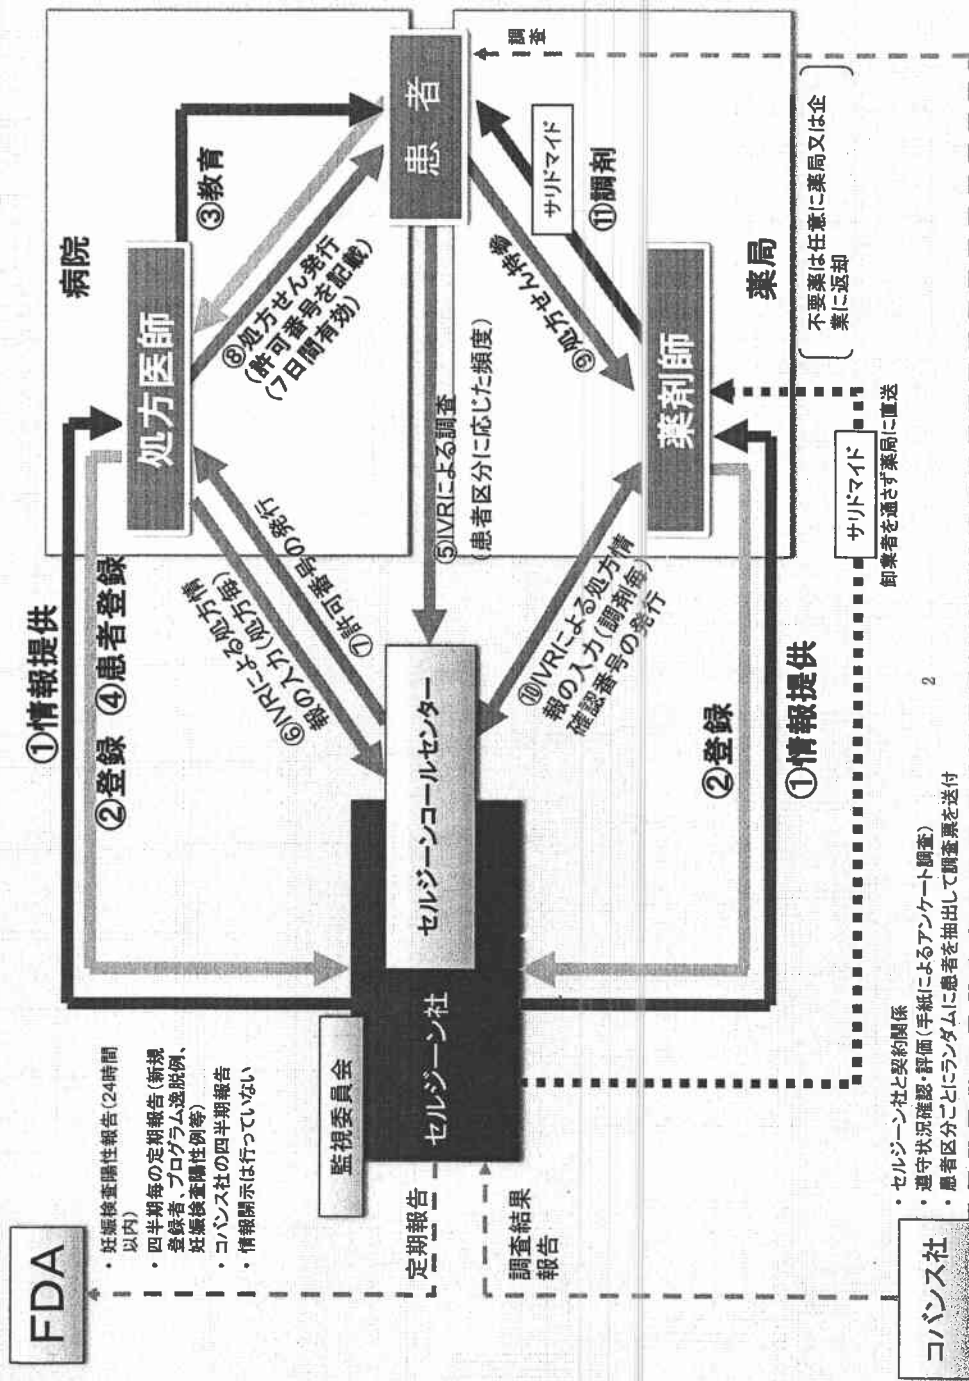 FDA
・妊娠検査陽性報告(24時間
以内)
・四半期毎の定期報告(新規
登録者、プログラム逸脱例、
妊娠検査陽性例等)
・コバンス社の四半期報告
・情報開示は行っていない
①情報提供
②登録 ④患者登録
病院
処方医師
③教育
⑥IVRによる処方情
報の入力(処方毎)
⑦許可番号の発行
⑧処方せん発行
(許可番号を記載)
(7日間有効)
監視委員会
セルジーン社
セルジーンコールセンター
⑤IVRによる調査
(患者区分に応じた頻度)
患者
定期報告
調査結果
報告
⑩IVRによる処方情
報の入力(調剤毎)
確認番号の発行
⑨処方せん持参
サリドマイド
⑪調剤
調査
薬剤師
薬局
②登録
①情報提供
サリドマイド
卸業者を通さず薬局に直送
不要薬は任意に薬局又は企
業に返却
コバンス社
・セルジーン社と契約関係
・遵守状況確認・評価(手紙によるアンケート調査)
・患者区分ごとにランダムに患者を抽出して調査票を送付
2